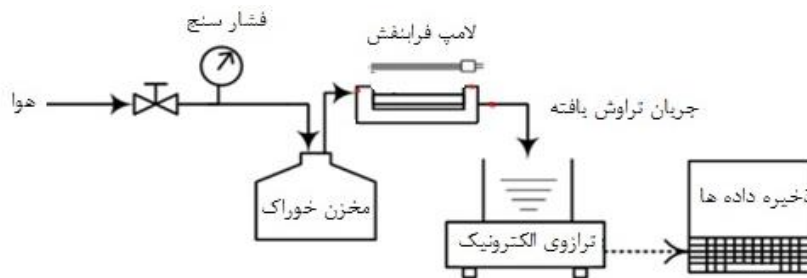 فشار سنج
لامپ فرابنفش
هوا
جریان تراوش یافته
مخزن خوراک
ترازوی الکترونیک
ذخیره داده ها